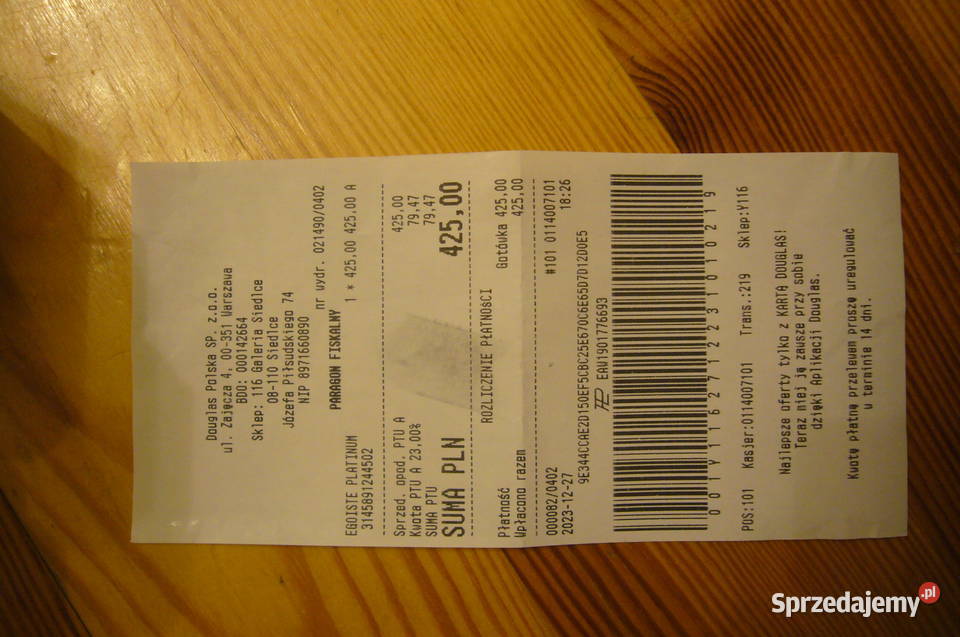 Douglas Polska SP. z.o.o.
ul. Zajęcza 4, 00-351 Warszawa
BDO: 000142664
Sklep: 116 Galeria Siedlce
08-110 Siedlce
Józefa Piłsudskiego 74
NIP 8971660890
nr wydr. 021490/0402
PARAGON FISKALNY
EGOISTE PLATINUM 1 * 425,00 425,00 A
3145891244502
Sprzed. opod. PTU A 425,00
Kwota PTU A 23,00% 79,47
SUMA PTU 79,47
SUMA PLN 425,00
ROZLICZENIE PŁATNOŚCI
Płatność Gotówka 425,00
Wpłacono razem 425,00
000082/0402 #101 0114007101
2023-12-27 18:26
9E344CCAE2D150EF5CBC25E670C6E65D7D12D0E5
EAW1901776693
001Y11627122310 10219
POS:101 Kasjer:0114007101 Trans.:219 Sklep:Y116
Najlepsze oferty tylko z KARTĄ DOUGLAS!
Teraz miej ją zawsze przy sobie
dzięki Aplikacji Douglas.
Kwotę płatną przelewem proszę uregulować
w terminie 14 dni.
Sprzedajemy.pl